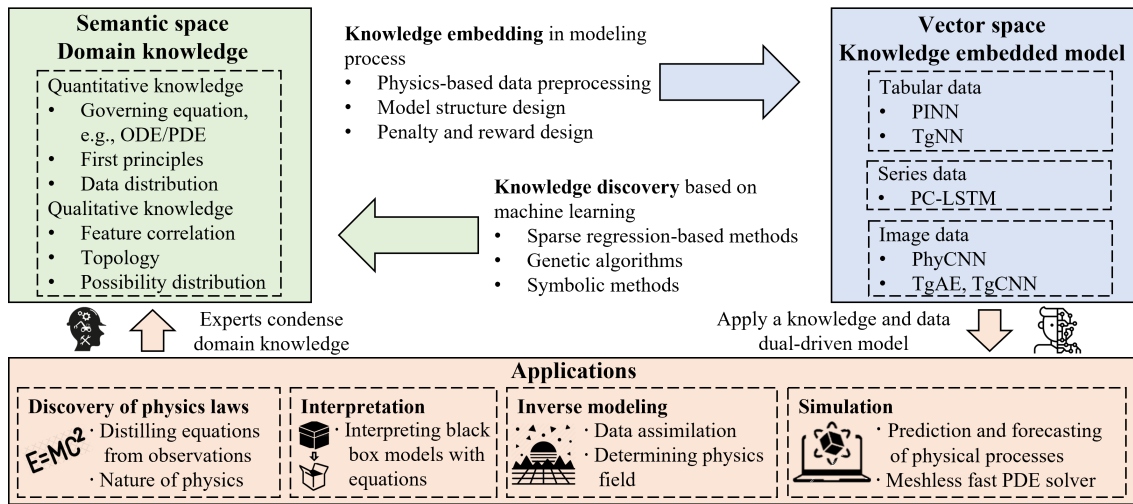 Semantic space
Domain knowledge
Quantitative knowledge
• Governing equation,
e.g., ODE/PDE
• First principles
• Data distribution
Qualitative knowledge
• Feature correlation
• Topology
• Possibility distribution
Knowledge embedding in modeling
process
• Physics-based data preprocessing
• Model structure design
• Penalty and reward design
Knowledge discovery based on
machine learning
• Sparse regression-based methods
• Genetic algorithms
• Symbolic methods
Vector space
Knowledge embedded model
Tabular data
• PINN
• TgNN
Series data
• PC-LSTM
Image data
• PhyCNN
• TgAE, TgCNN
Experts condense
domain knowledge
Apply a knowledge and data
dual-driven model
Applications
Discovery of physics laws
E=MC²
· Distilling equations
from observations
· Nature of physics
Interpretation
· Interpreting black
box models with
equations
Inverse modeling
· Data assimilation
· Determining physics
field
Simulation
· Prediction and forecasting
of physical processes
· Meshless fast PDE solver